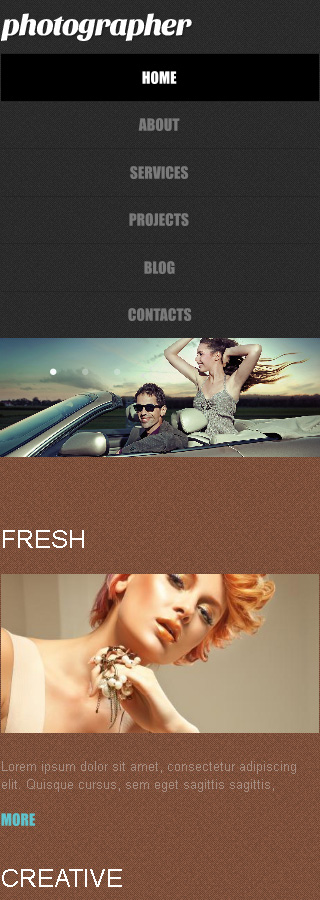 photographer
HOME
ABOUT
SERVICES
PROJECTS
BLOG
CONTACTS
FRESH
Lorem ipsum dolor sit amet, consectetur adipiscing
elit. Quisque cursus, sem eget sagittis sagittis,
MORE
CREATIVE